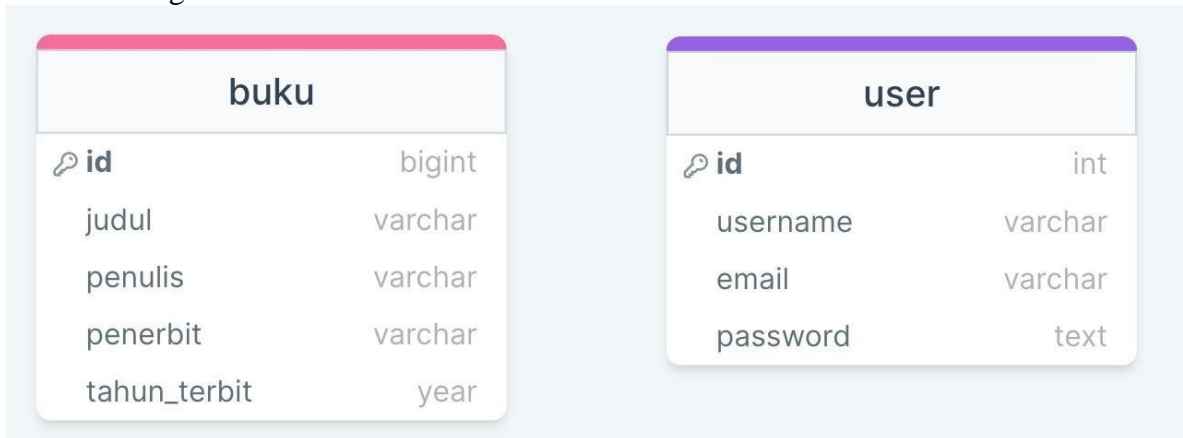 buku
id bigint
judul varchar
penulis varchar
penerbit varchar
tahun_terbit year
user
id int
username varchar
email varchar
password text